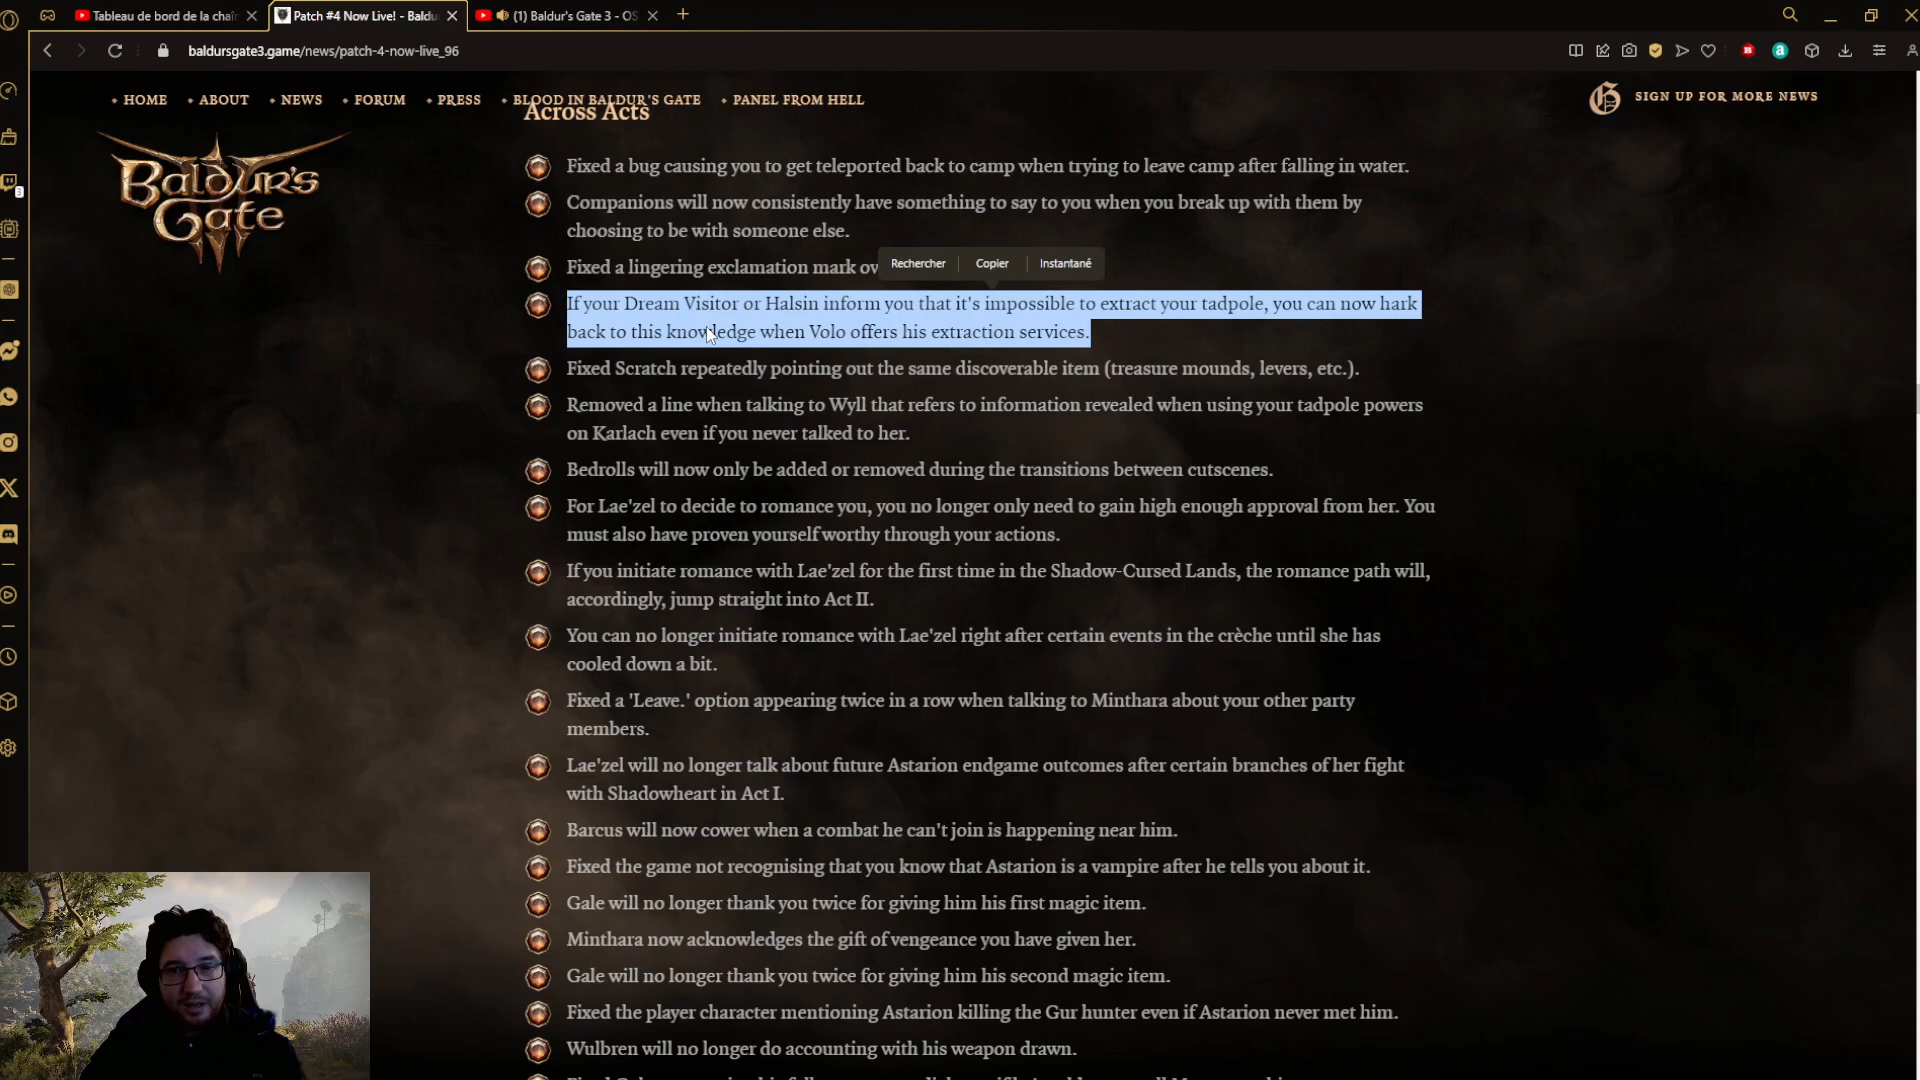 Tableau de bord de la chaîn
Patch #4 Now Live! - Baldu
(1) Baldur's Gate 3 - OS
baldursgate3.game/news/patch-4-now-live_96
HOME
ABOUT
NEWS
FORUM
PRESS
BLOOD IN BALDUR'S GATE
PANEL FROM HELL
SIGN UP FOR MORE NEWS
Baldur's
Gate
3
Across Acts
Fixed a bug causing you to get teleported back to camp when trying to leave camp after falling in water.
Companions will now consistently have something to say to you when you break up with them by
choosing to be with someone else.
Fixed a lingering exclamation mark ov
Rechercher
Copier
Instantané
If your Dream Visitor or Halsin inform you that it's impossible to extract your tadpole, you can now hark
back to this knowledge when Volo offers his extraction services.
Fixed Scratch repeatedly pointing out the same discoverable item (treasure mounds, levers, etc.).
Removed a line when talking to Wyll that refers to information revealed when using your tadpole powers
on Karlach even if you never talked to her.
Bedrolls will now only be added or removed during the transitions between cutscenes.
For Lae'zel to decide to romance you, you no longer only need to gain high enough approval from her. You
must also have proven yourself worthy through your actions.
If you initiate romance with Lae'zel for the first time in the Shadow-Cursed Lands, the romance path will,
accordingly, jump straight into Act II.
You can no longer initiate romance with Lae'zel right after certain events in the crèche until she has
cooled down a bit.
Fixed a 'Leave.' option appearing twice in a row when talking to Minthara about your other party
members.
Lae'zel will no longer talk about future Astarion endgame outcomes after certain branches of her fight
with Shadowheart in Act I.
Barcus will now cower when a combat he can't join is happening near him.
Fixed the game not recognising that you know that Astarion is a vampire after he tells you about it.
Gale will no longer thank you twice for giving him his first magic item.
Minthara now acknowledges the gift of vengeance you have given her.
Gale will no longer thank you twice for giving him his second magic item.
Fixed the player character mentioning Astarion killing the Gur hunter even if Astarion never met him.
Wulbren will no longer do accounting with his weapon drawn.